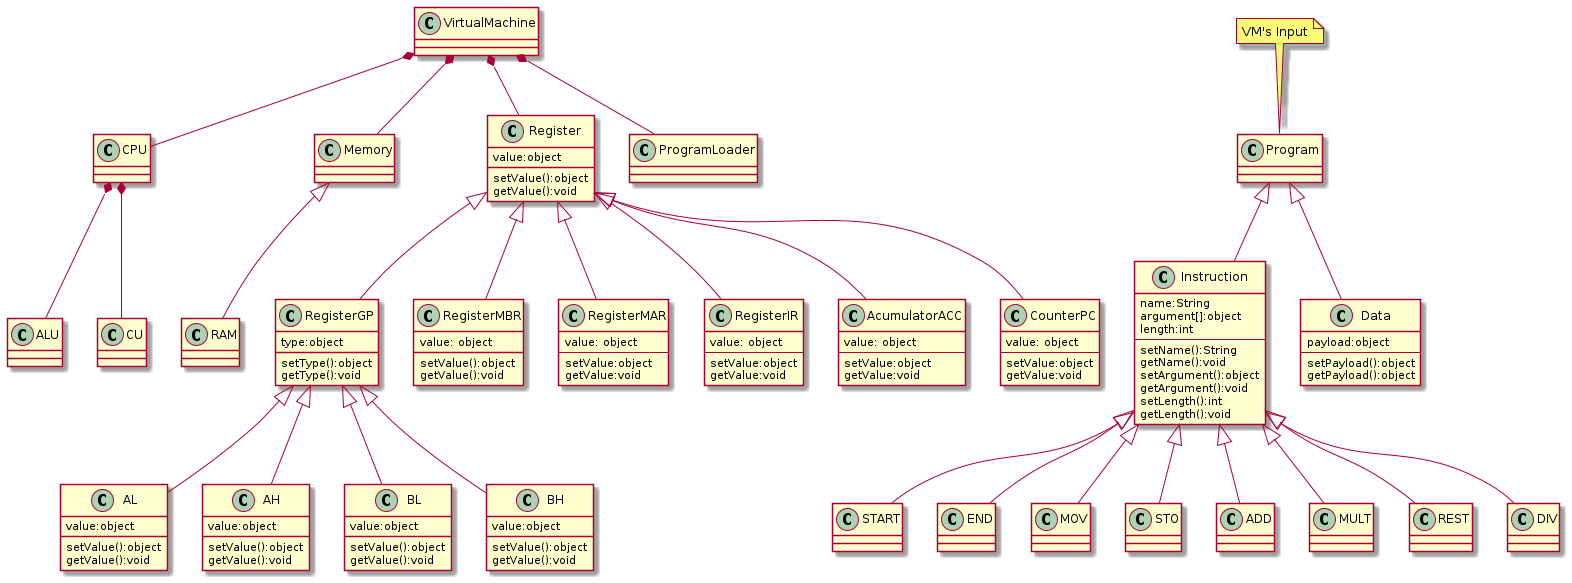 C VirtualMachine
VM's Input
C CPU
C Memory
C Register
value:object
setValue():object
getValue():void
C ProgramLoader
C Program
C ALU
C CU
C RAM
C RegisterGP
type:object
setType():object
getType():void
C RegisterMBR
value: object
setValue():object
getValue():void
C RegisterMAR
value: object
setValue:object
getValue:void
C RegisterIR
value: object
setValue:object
getValue:void
C AcumulatorACC
value: object
setValue:object
getValue:void
C CounterPC
value: object
setValue:object
getValue:void
C Instruction
name:String
argument[]:object
length:int
setName():String
getName():void
setArgument():object
getArgument():void
setLength():int
getLength():void
C Data
payload:object
setPayload():object
getPayload():object
C AL
value:object
setValue():object
getValue():void
C AH
value:object
setValue():object
getValue():void
C BL
value:object
setValue():object
getValue():void
C BH
value:object
setValue():object
getValue():void
C START
C END
C MOV
C STO
C ADD
C MULT
C REST
C DIV